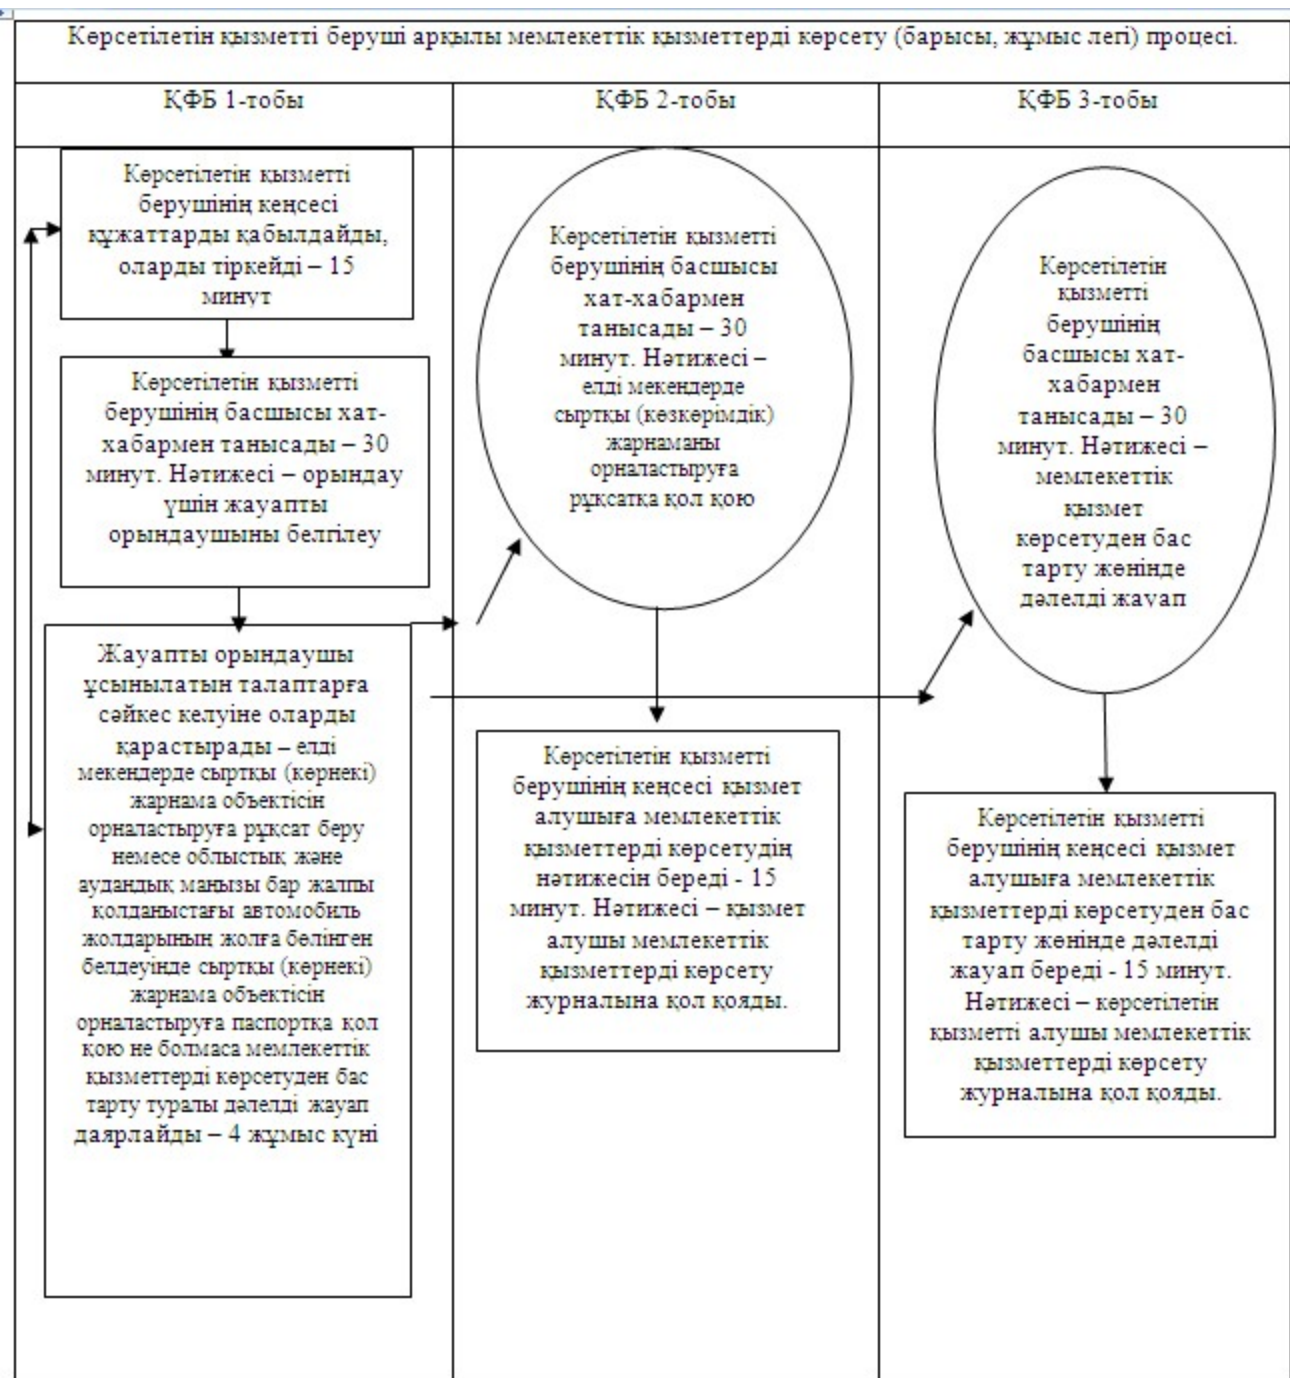 Көрсетілетін қызметті беруші арқылы мемлекеттік қызметтерді көрсету (барысы, жұмыс легі) процесі.
ҚФБ 1-тобы
ҚФБ 2-тобы
ҚФБ 3-тобы
Көрсетілетін қызметті
берушінің кеңсесі
құжаттарды қабылдайды,
оларды тіркейді – 15
минут
Көрсетілетін қызметті
берушінің басшысы хат-
хабармен танысады – 30
минут. Нәтижесі – орындау
үшін жауапты
орындаушыны белгілеу
Жауапты орындаушы
ұсынылатын талаптарға
сәйкес келуіне оларды
қарастырады – елді
мекендерде сыртқы (көрнекі)
жарнама объектісін
орналастыруға рұқсат беру
немесе облыстық және
аудандық маңызы бар жалпы
қолданыстағы автомобиль
жолдарының жолға бөлінген
белдеуінде сыртқы (көрнекі)
жарнама объектісін
орналастыруға паспортқа қол
қою не болмаса мемлекеттік
қызметтерді көрсетуден бас
тарту туралы дәлелді жауап
даярлайды – 4 жұмыс күні
Көрсетілетін қызметті
берушінің басшысы
хат-хабармен
танысады – 30
минут. Нәтижесі –
елді мекендерде
сыртқы (көзкөрімдік)
жарнаманы
орналастыруға
рұқсатқа қол қою
Көрсетілетін қызметті
берушінің кеңсесі қызмет
алушыға мемлекеттік
қызметтерді көрсетудің
нәтижесін береді - 15
минут. Нәтижесі – қызмет
алушы мемлекеттік
қызметтерді көрсету
журналына қол қояды.
Көрсетілетін
қызметті
берушінің
басшысы хат-
хабармен
танысады – 30
минут. Нәтижесі –
мемлекеттік
қызмет
көрсетуден бас
тарту жөнінде
дәлелді жауап
Көрсетілетін қызметті
берушінің кеңсесі қызмет
алушыға мемлекеттік
қызметтерді көрсетуден бас
тарту жөнінде дәлелді
жауап береді - 15 минут.
Нәтижесі – көрсетілетін
қызметті алушы мемлекеттік
қызметтерді көрсету
журналына қол қояды.